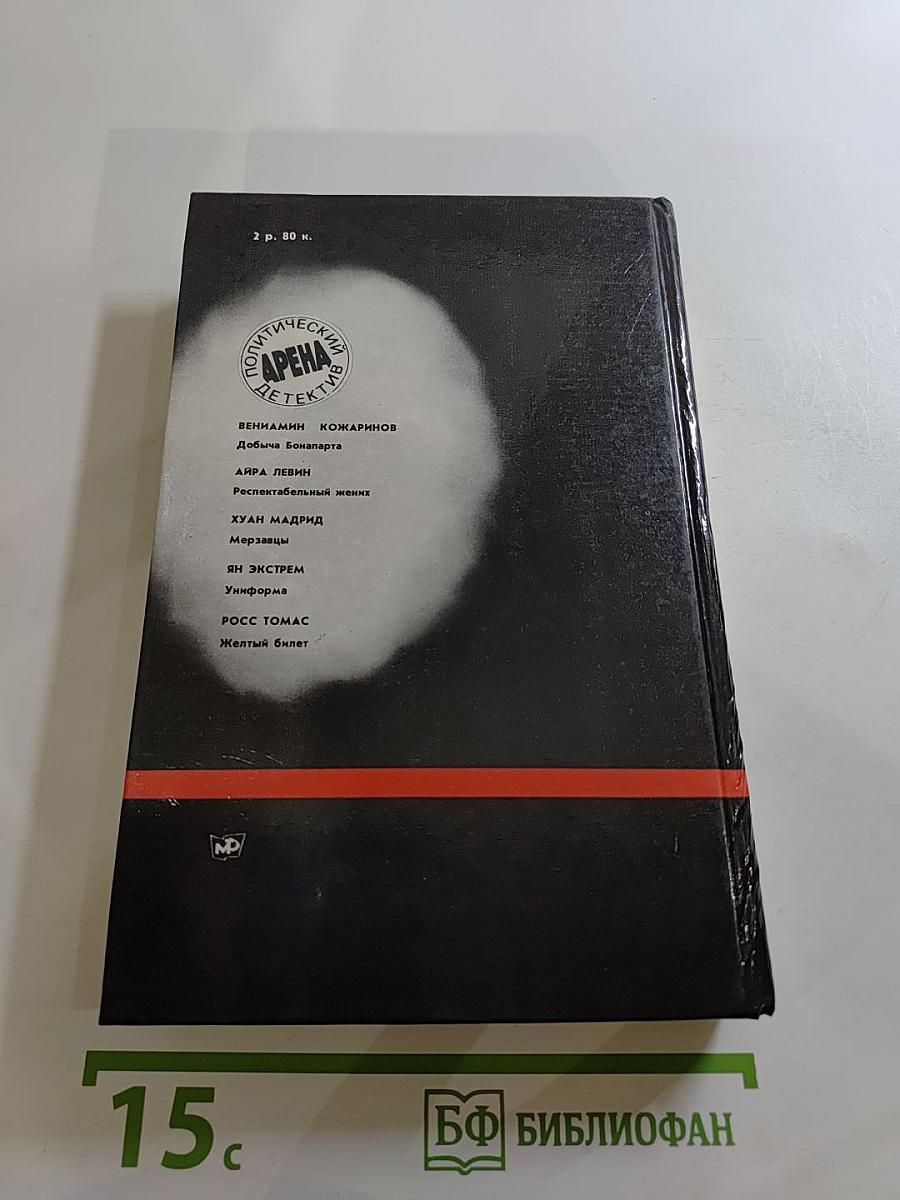 2 р. 80 к.
ПОЛИТИЧЕСКИЙ
АРЕНА
ДЕТЕКТИВ
ВЕНИАМИН КОЖАРИНОВ
Добыча Бонапарта
АЙРА ЛЕВИН
Респектабельный жених
ХУАН МАДРИД
Мерзавцы
ЯН ЭКСТРЕМ
Униформа
РОСС ТОМАС
Желтый билет
МР
15 с
БФ БИБЛИОФАН